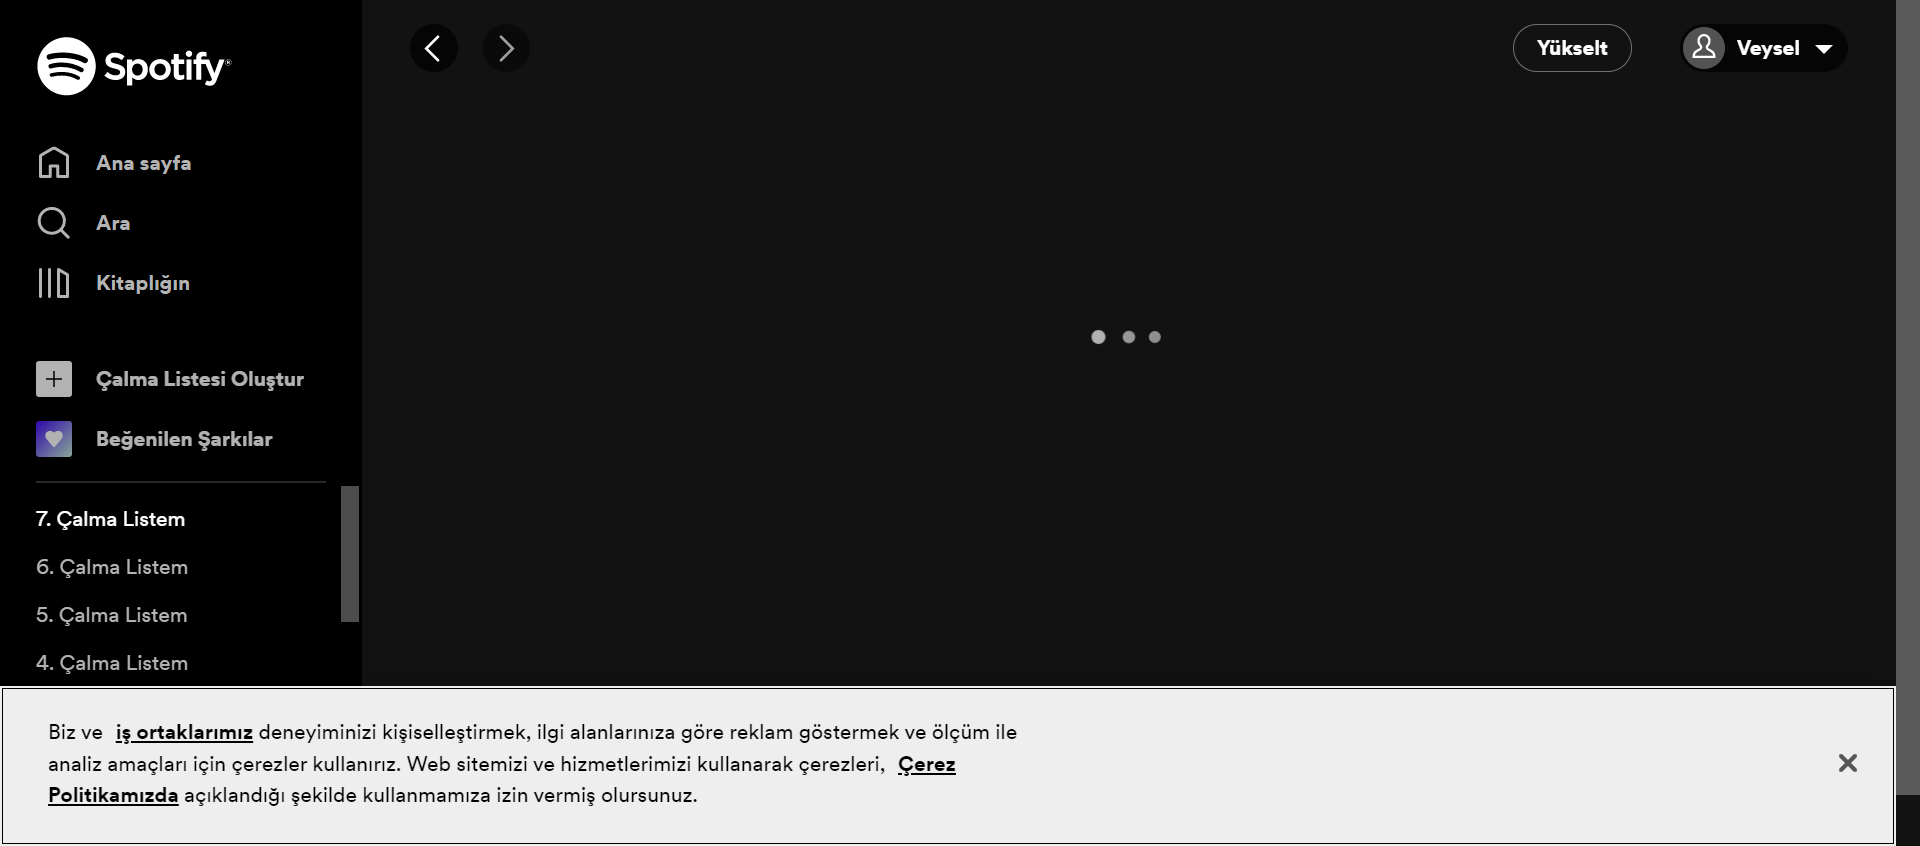 Spotify®
Yükselt
Veysel
Ana sayfa
Ara
Kitaplığın
Çalma Listesi Oluştur
Beğenilen Şarkılar
7. Çalma Listem
6. Çalma Listem
5. Çalma Listem
4. Çalma Listem
Biz ve iş ortaklarımız deneyiminizi kişiselleştirmek, ilgi alanlarınıza göre reklam göstermek ve ölçüm ile
analiz amaçları için çerezler kullanırız. Web sitemizi ve hizmetlerimizi kullanarak çerezleri, Çerez
Politikamızda açıklandığı şekilde kullanmamıza izin vermiş olursunuz.